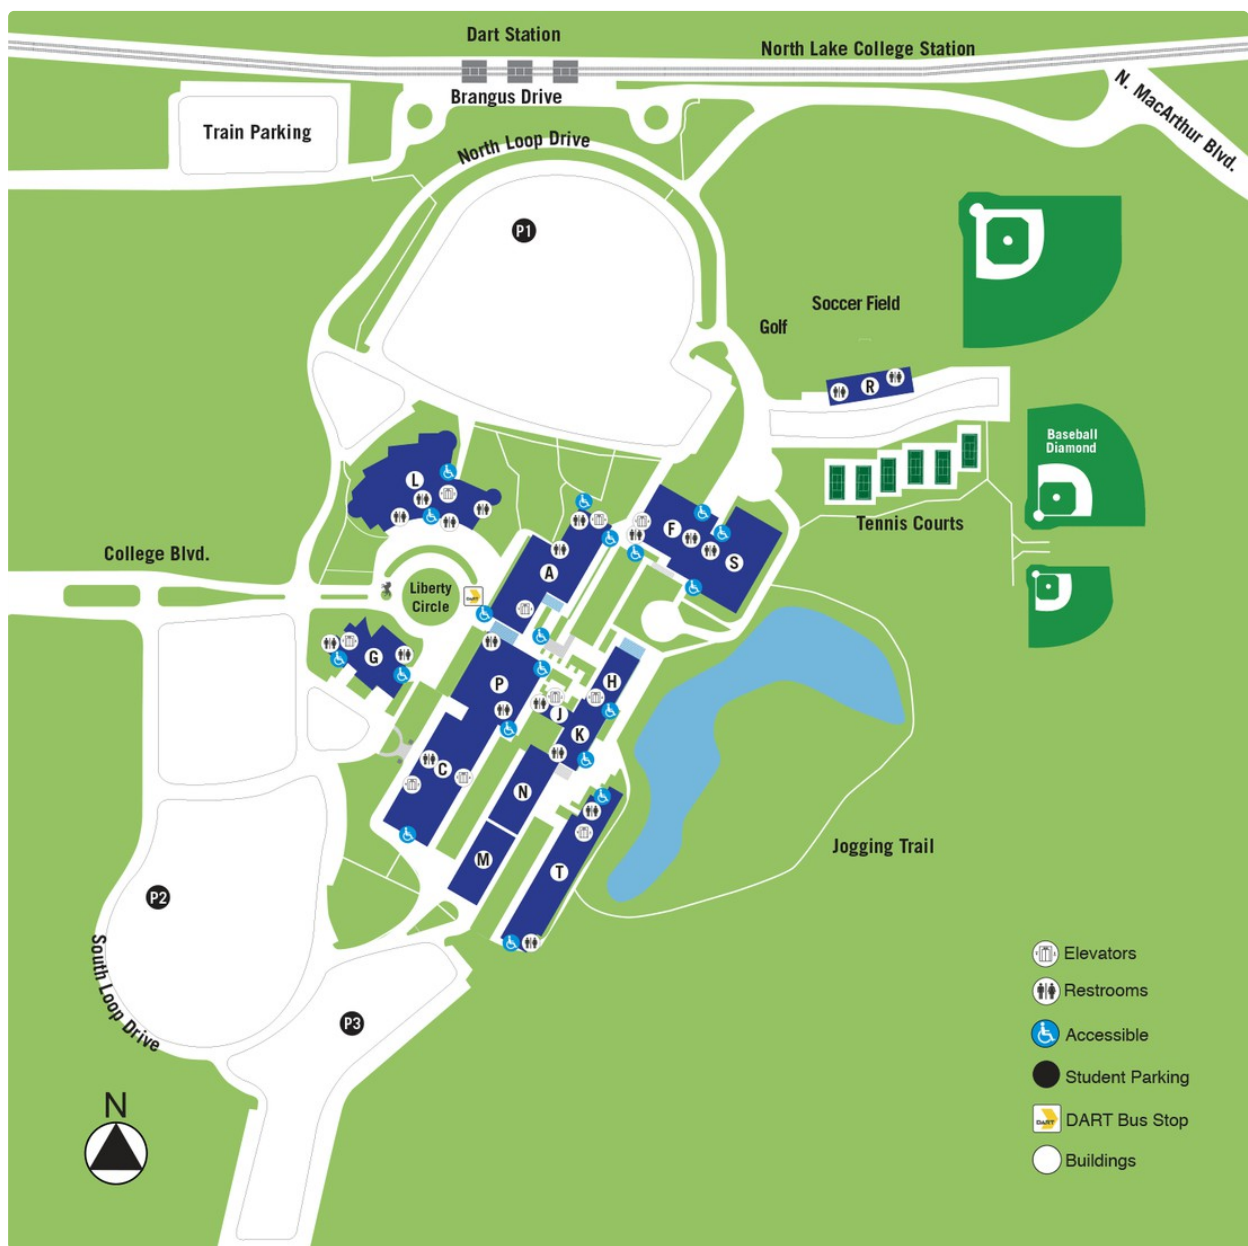 Dart Station
North Lake College Station
Brangus Drive
N. MacArthur Blvd.
Train Parking
North Loop Drive
P1
Soccer Field
Golf
R
Baseball
Diamond
L
Tennis Courts
F
S
College Blvd.
A
Liberty
Circle
DART
G
P
H
J
K
C
N
M
T
Jogging Trail
P2
South Loop Drive
P3
Elevators
Restrooms
Accessible
Student Parking
DART
DART Bus Stop
Buildings
N